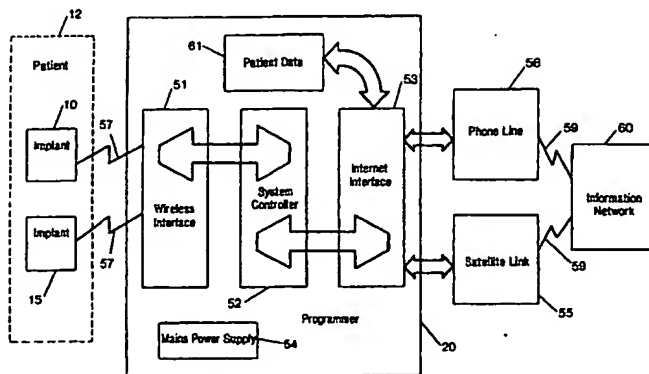 12
Patient
10
Implant
57
Implant
15
57
61
Patient Data
51
Wireless Interface
System Controller
52
53
Internet Interface
Programmer
Mains Power Supply
54
20
56
Phone Line
59
60
Information Network
Satellite Link
59
55